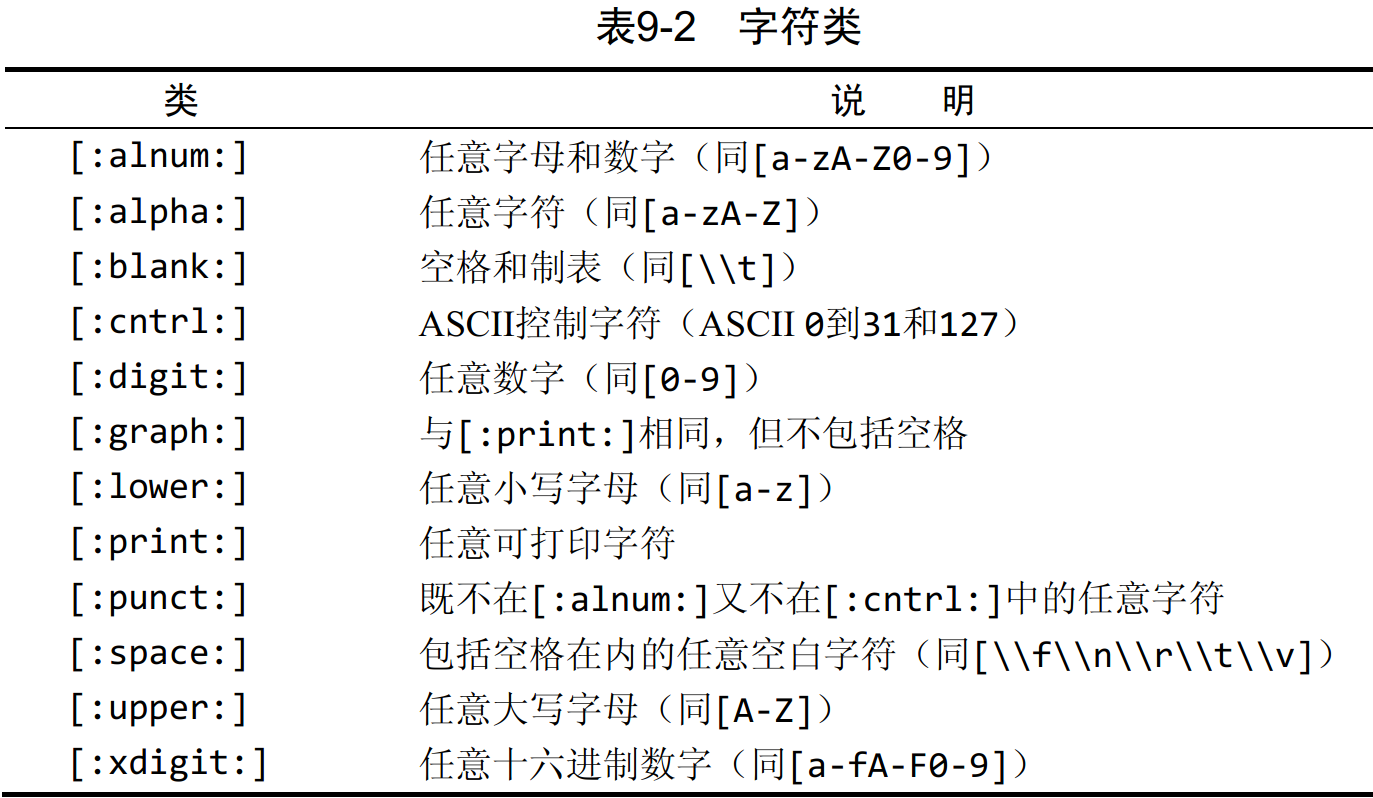 表9-2 字符类
类 说 明
[:alnum:] 任意字母和数字（同[a-zA-Z0-9]）
[:alpha:] 任意字符（同[a-zA-Z]）
[:blank:] 空格和制表（同[\\t]）
[:cntrl:] ASCII控制字符（ASCII 0到31和127）
[:digit:] 任意数字（同[0-9]）
[:graph:] 与[:print:]相同，但不包括空格
[:lower:] 任意小写字母（同[a-z]）
[:print:] 任意可打印字符
[:punct:] 既不在[:alnum:]又不在[:cntrl:]中的任意字符
[:space:] 包括空格在内的任意空白字符（同[\\f\\n\\r\\t\\v]）
[:upper:] 任意大写字母（同[A-Z]）
[:xdigit:] 任意十六进制数字（同[a-fA-F0-9]）